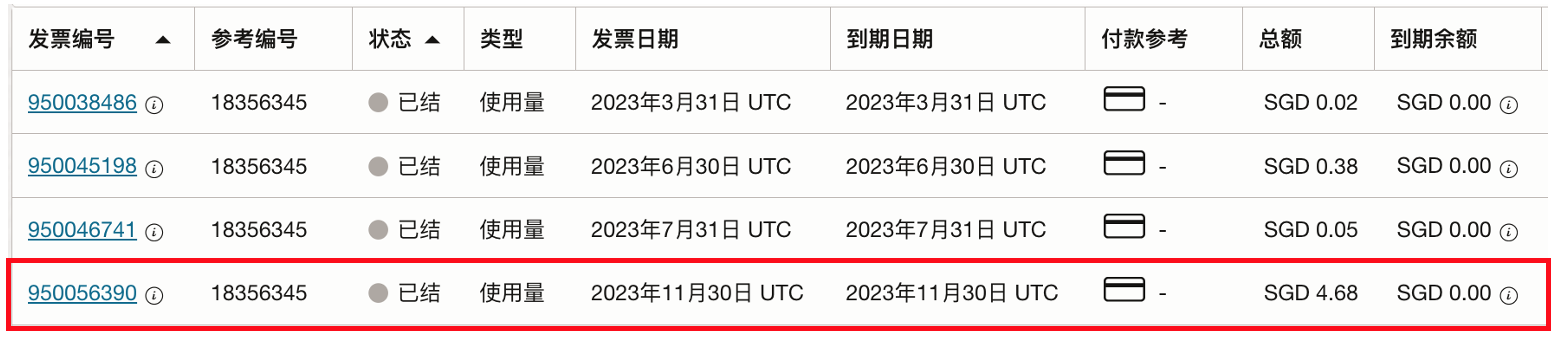 发票编号 参考编号 状态 类型 发票日期 到期日期 付款参考 总额 到期余额
950038486 18356345 已结 使用量 2023年3月31日 UTC 2023年3月31日 UTC - SGD 0.02 SGD 0.00
950045198 18356345 已结 使用量 2023年6月30日 UTC 2023年6月30日 UTC - SGD 0.38 SGD 0.00
950046741 18356345 已结 使用量 2023年7月31日 UTC 2023年7月31日 UTC - SGD 0.05 SGD 0.00
950056390 18356345 已结 使用量 2023年11月30日 UTC 2023年11月30日 UTC - SGD 4.68 SGD 0.00